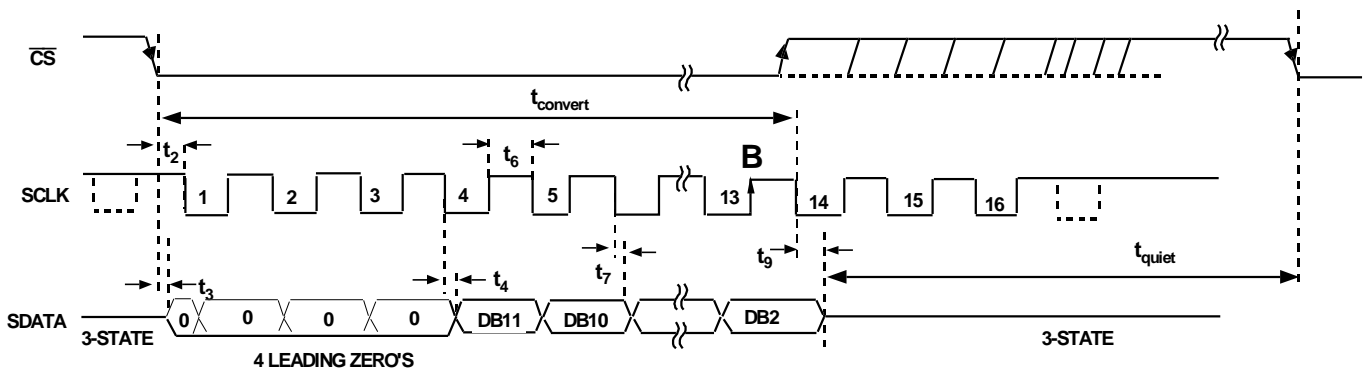 CS
tconvert
t2
t6
B
SCLK
1
2
3
4
5
13
14
15
16
t3
t4
t7
t9
tquiet
SDATA
0
0
0
0
DB11
DB10
DB2
3-STATE
3-STATE
4 LEADING ZERO'S